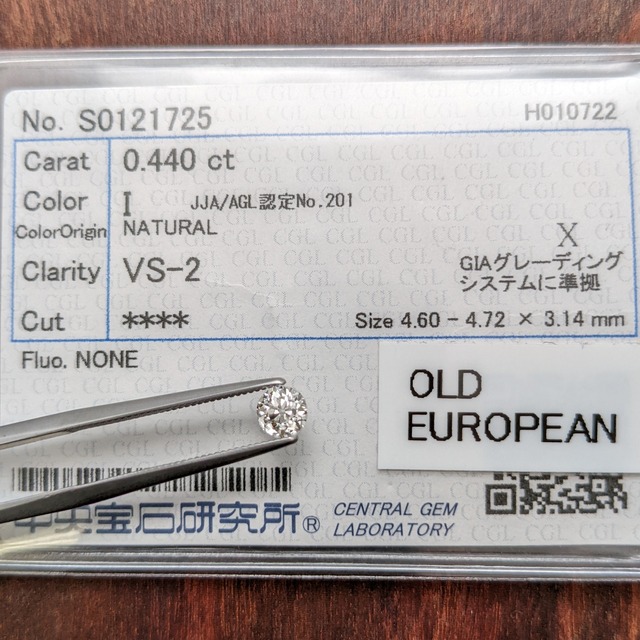 No. S0121725
H010722
Carat 0.440 ct
Color I JJA/AGL認定No.201
ColorOrigin NATURAL
X
Clarity VS-2 GIAグレーディング
システムに準拠
Cut **** Size 4.60 - 4.72 × 3.14 mm
Fluo. NONE
OLD
EUROPEAN
中央宝石研究所® CENTRAL GEM
LABORATORY